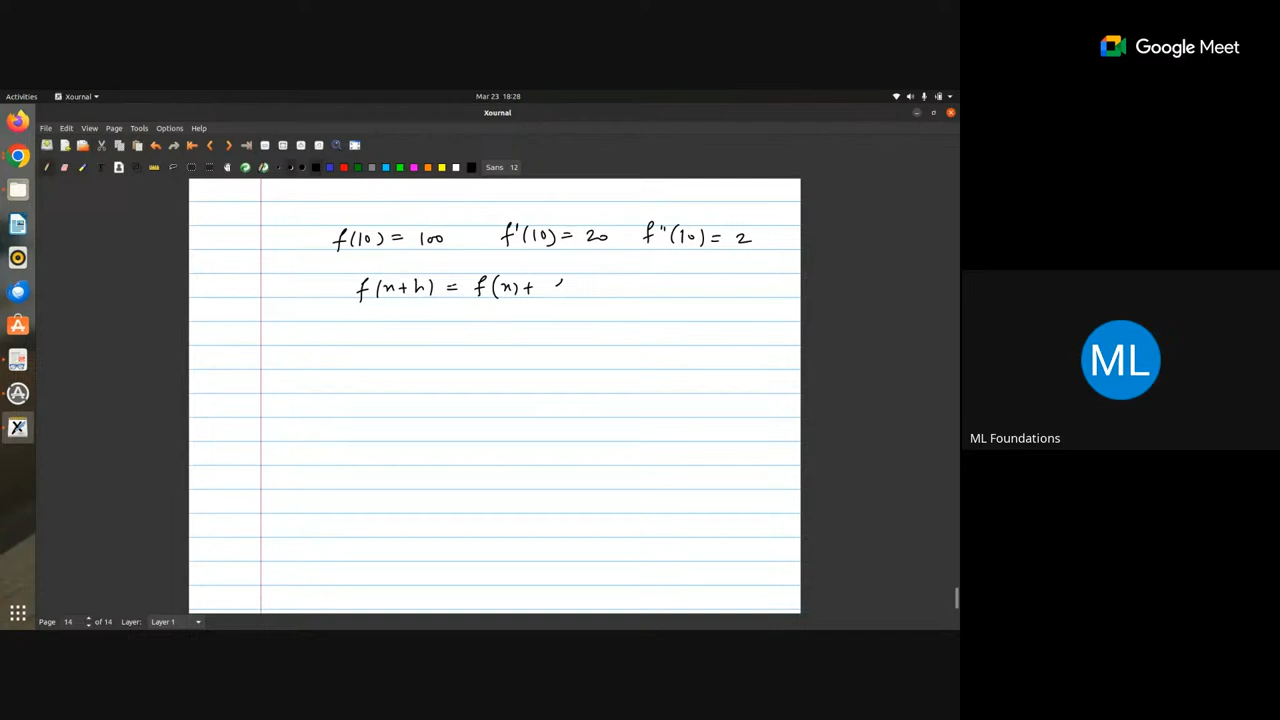 Google Meet
Activities Xournal Mar 23 18:28
Xournal
File Edit View Page Tools Options Help
Sans 12
f(10) = 100 f'(10) = 20 f"(10) = 2
f(x+h) = f(x) +
ML
ML Foundations
Page 14 of 14 Layer: Layer 1